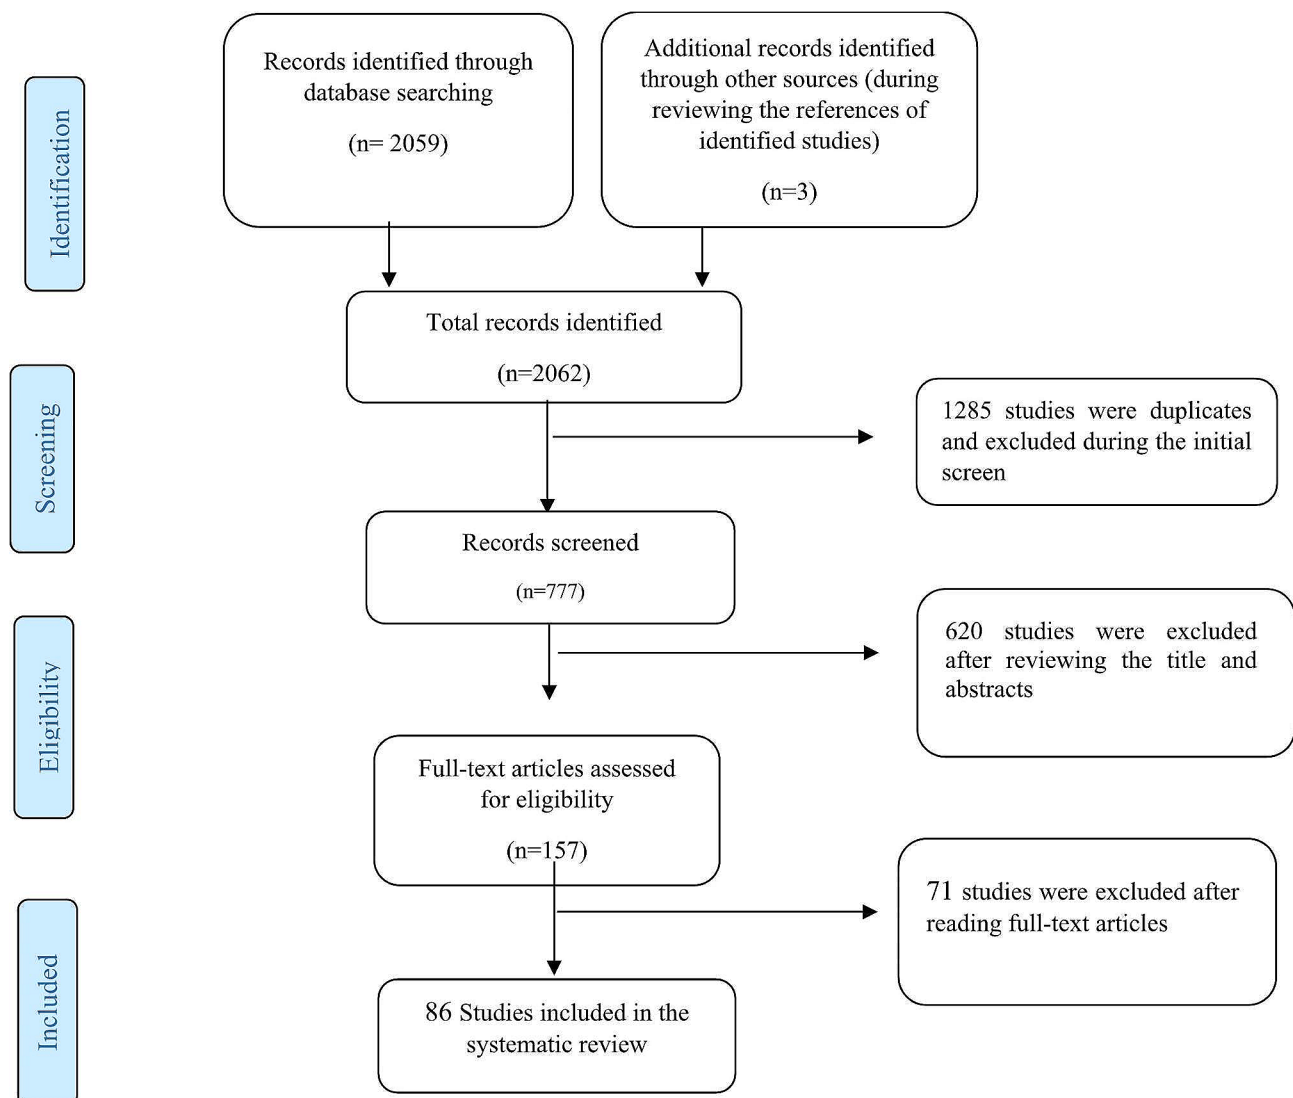 Identification
Records identified through
database searching
(n= 2059)
Additional records identified
through other sources (during
reviewing the references of
identified studies)
(n=3)
Total records identified
(n=2062)
Screening
1285 studies were duplicates
and excluded during the initial
screen
Records screened
(n=777)
Eligibility
620 studies were excluded
after reviewing the title and
abstracts
Full-text articles assessed
for eligibility
(n=157)
71 studies were excluded after
reading full-text articles
Included
86 Studies included in the
systematic review